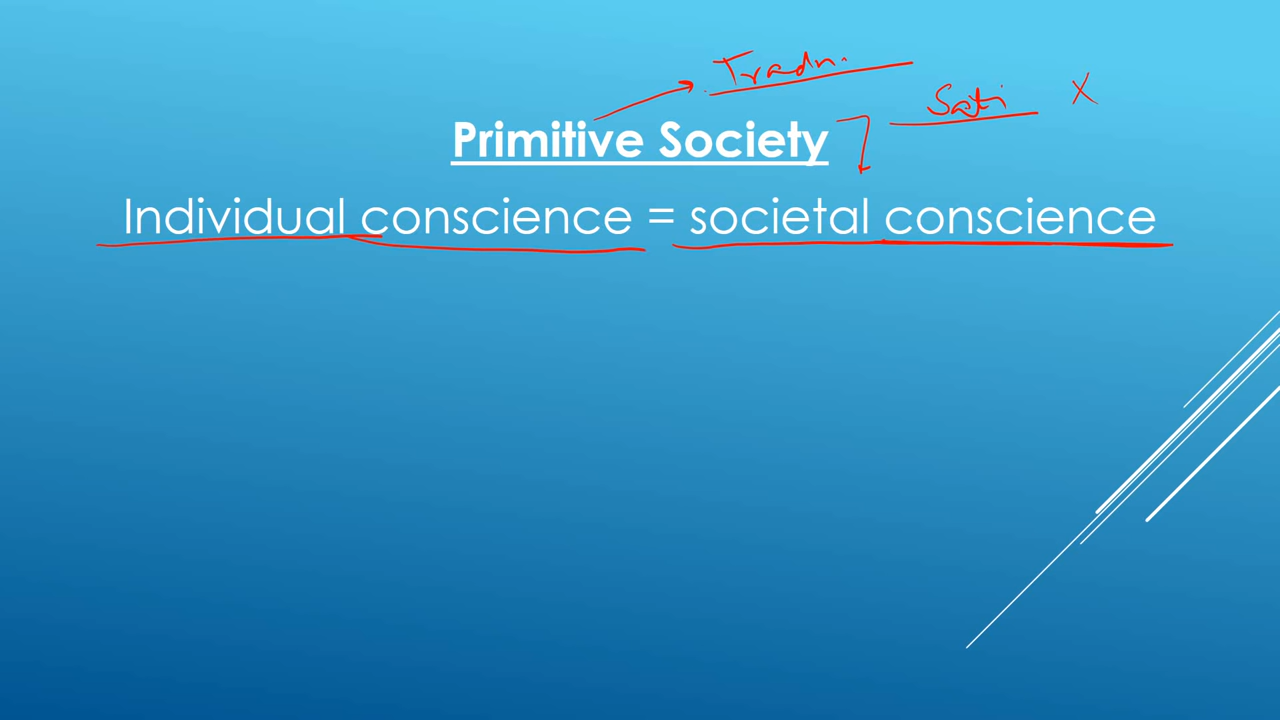 Tradn.
Sati X
Primitive Society
Individual conscience = societal conscience